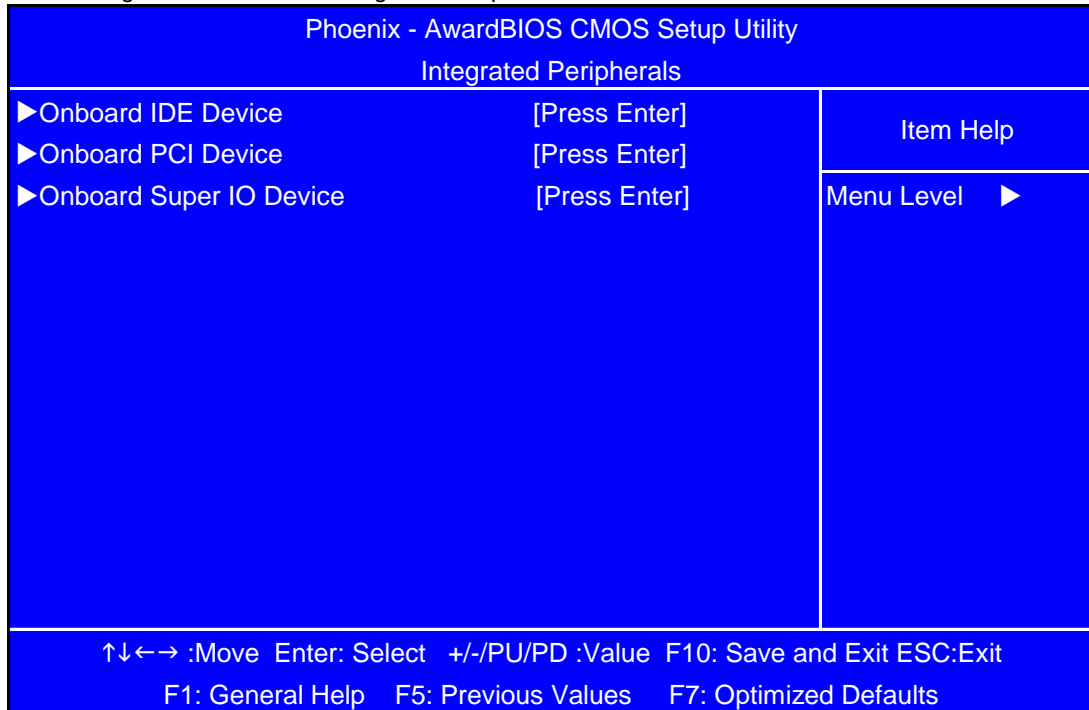 Phoenix - AwardBIOS CMOS Setup Utility
Integrated Peripherals
▶Onboard IDE Device [Press Enter]
▶Onboard PCI Device [Press Enter]
▶Onboard Super IO Device [Press Enter]
Item Help
Menu Level ▶
↑↓←→ :Move Enter: Select +/-/PU/PD :Value F10: Save and Exit ESC:Exit
F1: General Help F5: Previous Values F7: Optimized Defaults